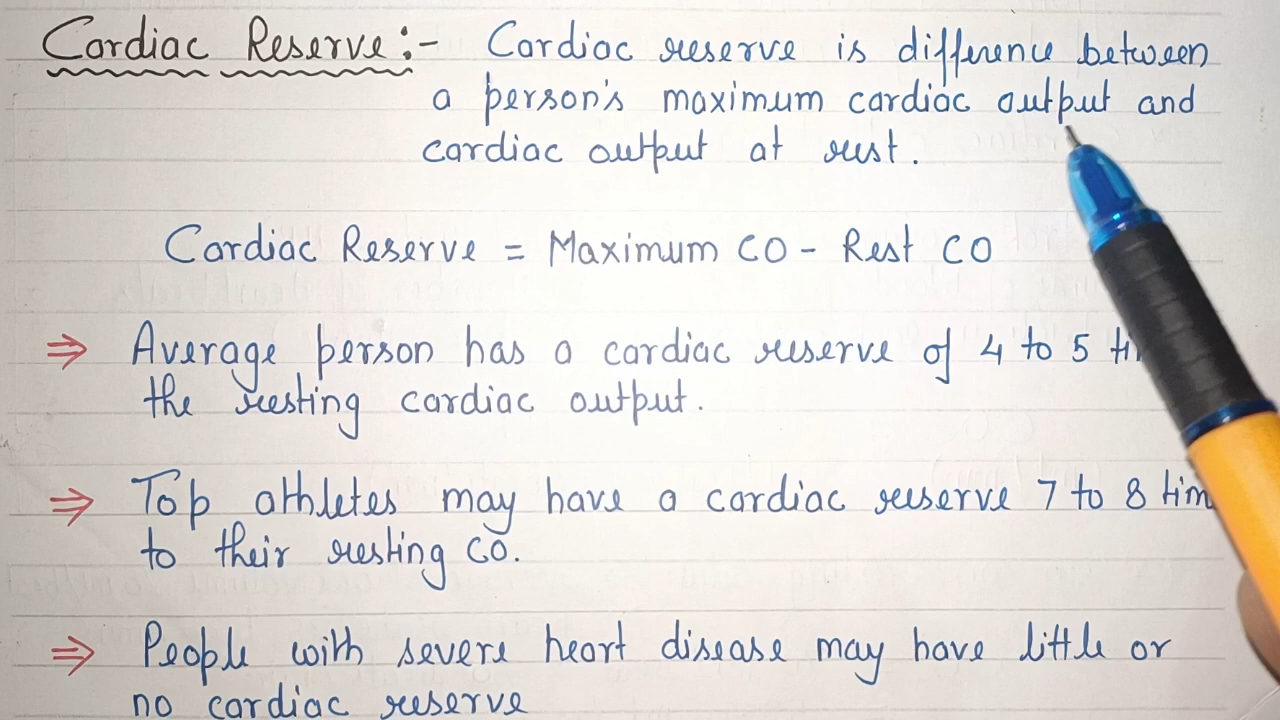 Cardiac Reserve:- Cardiac reserve is difference between
a person's maximum cardiac output and
cardiac output at rest.
Cardiac Reserve = Maximum CO - Rest CO
⇒ Average person has a cardiac reserve of 4 to 5
the resting cardiac output.
⇒ Top athletes may have a cardiac reserve 7 to 8
to their resting CO.
⇒ People with severe heart disease may have little or
no cardiac reserve